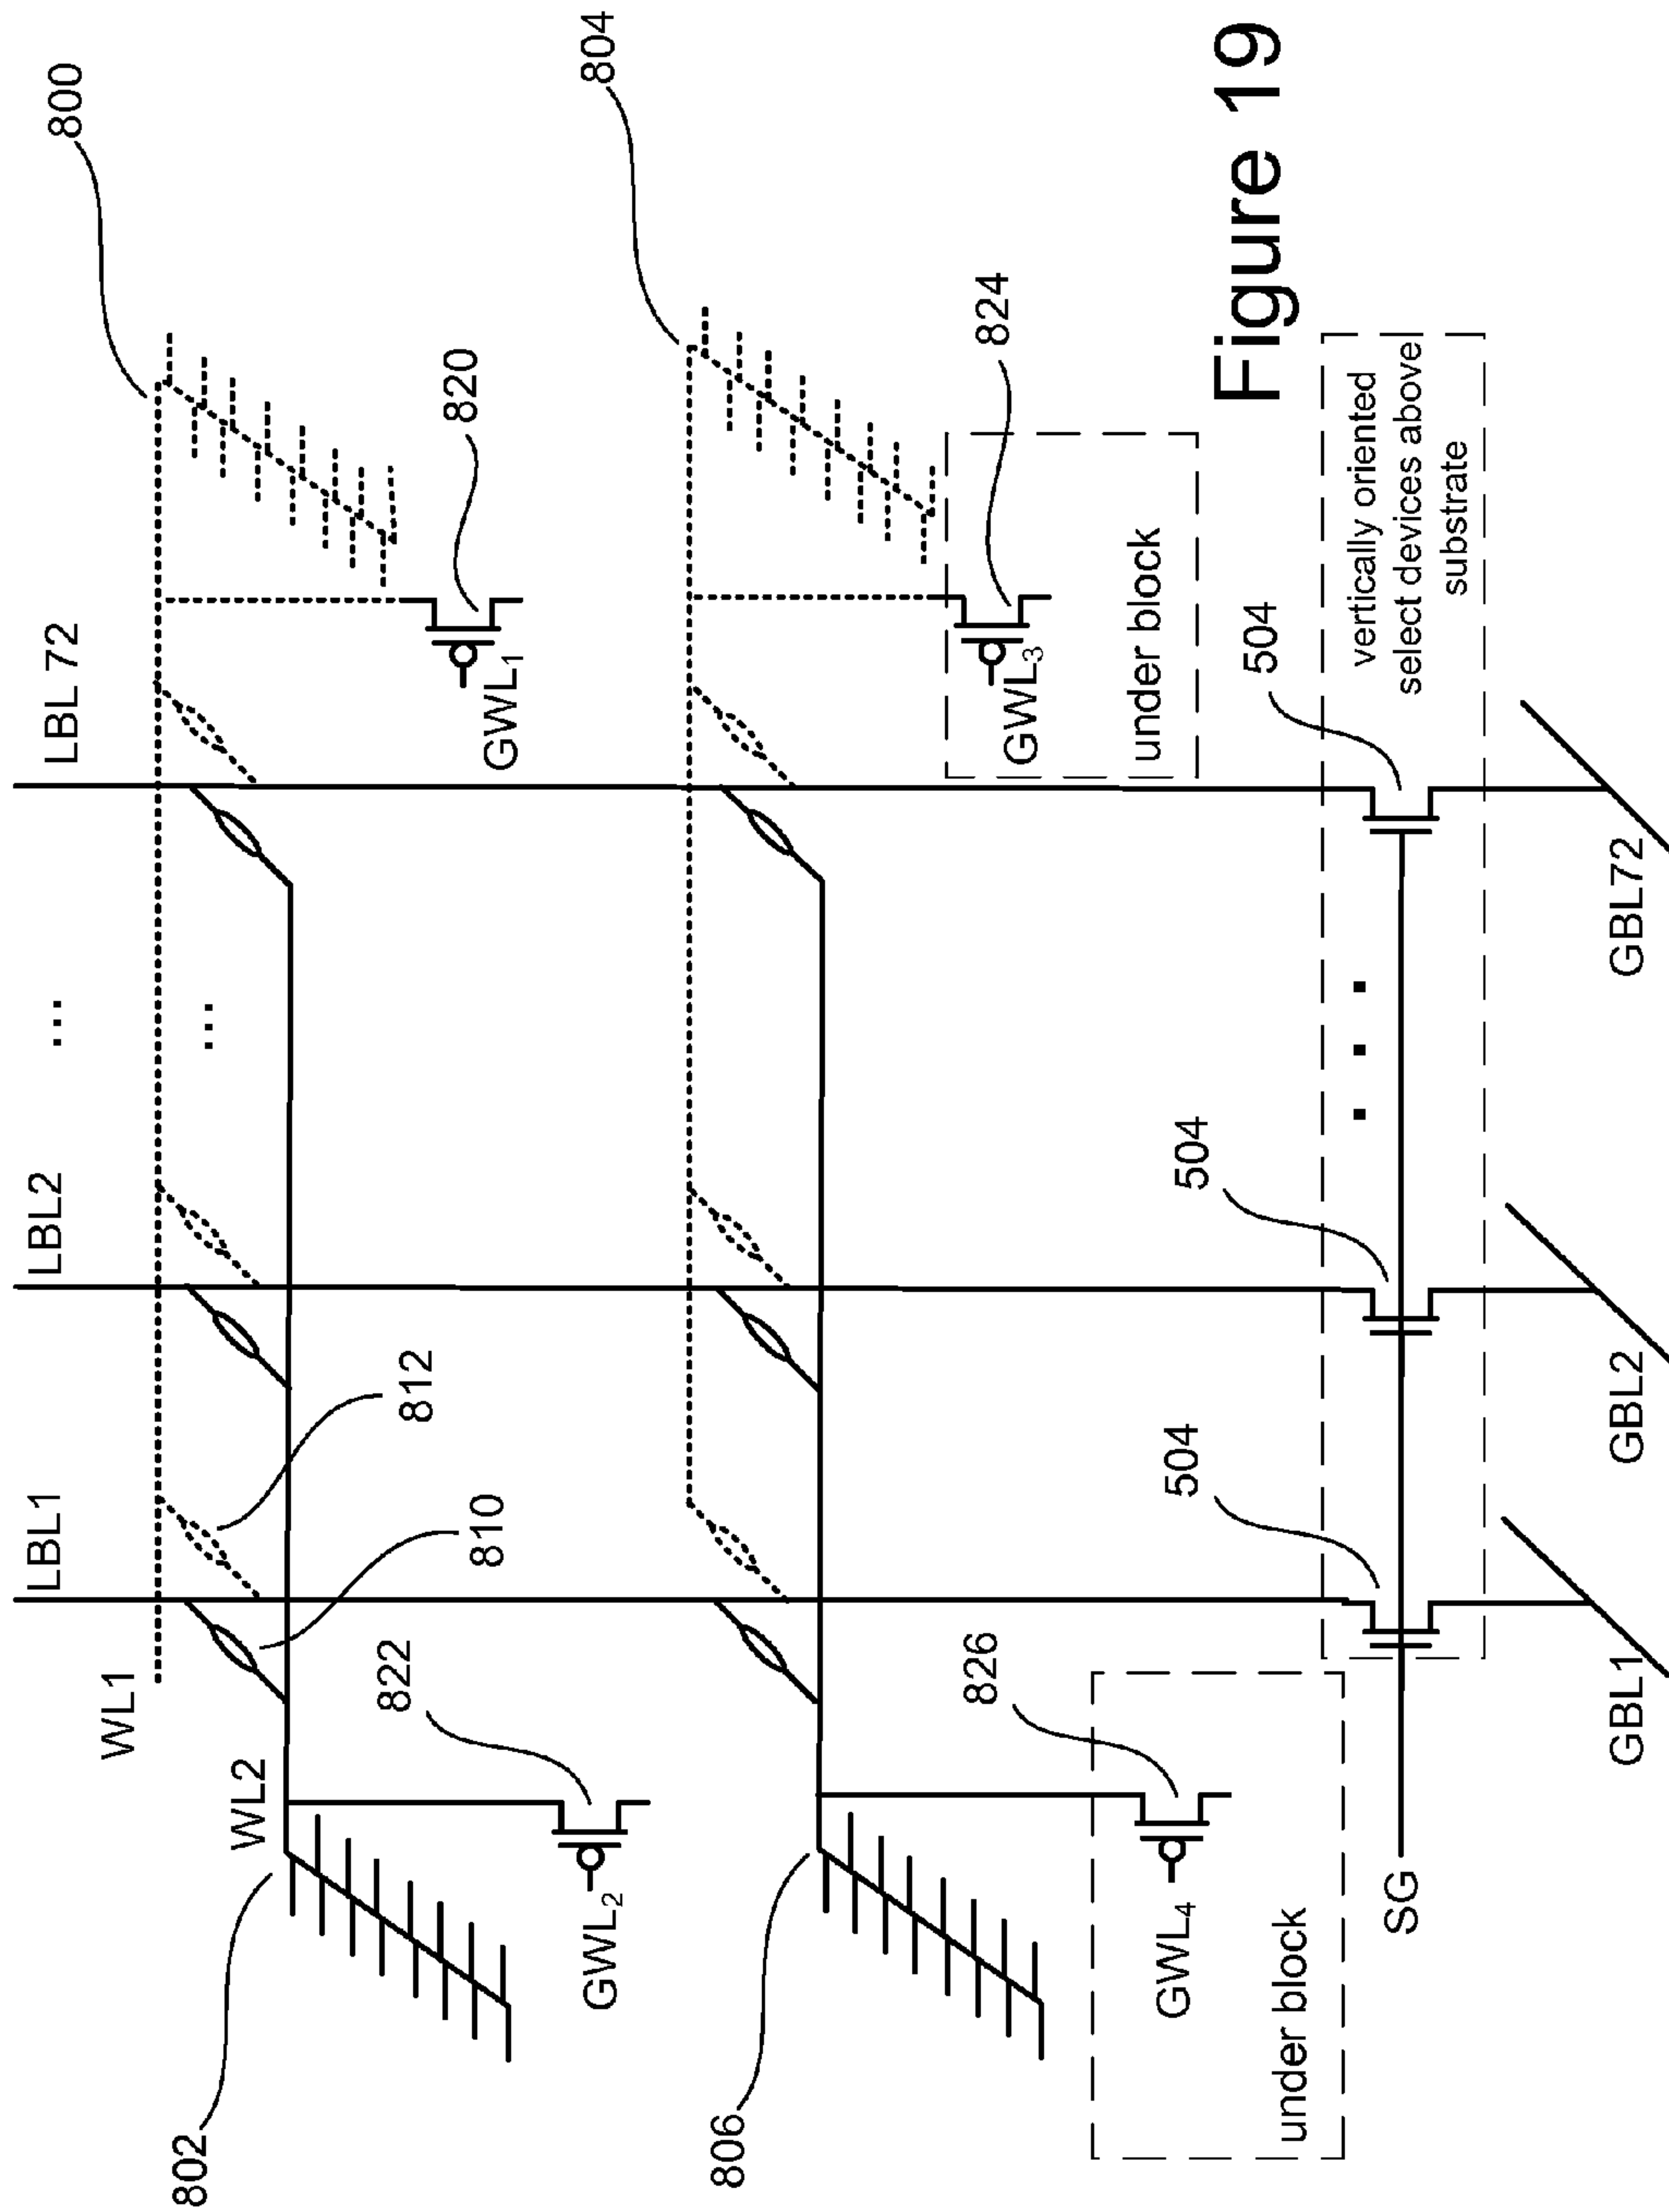 LBL1
LBL2
...
LBL 72
800
WL1
...
812
810
WL2
802
822
820
GWL2
GWL1
804
806
826
824
GWL4
GWL3
under block
under block
504
504
504
. . .
vertically oriented
select devices above
substrate
SG
GBL1
GBL2
GBL72
Figure 19